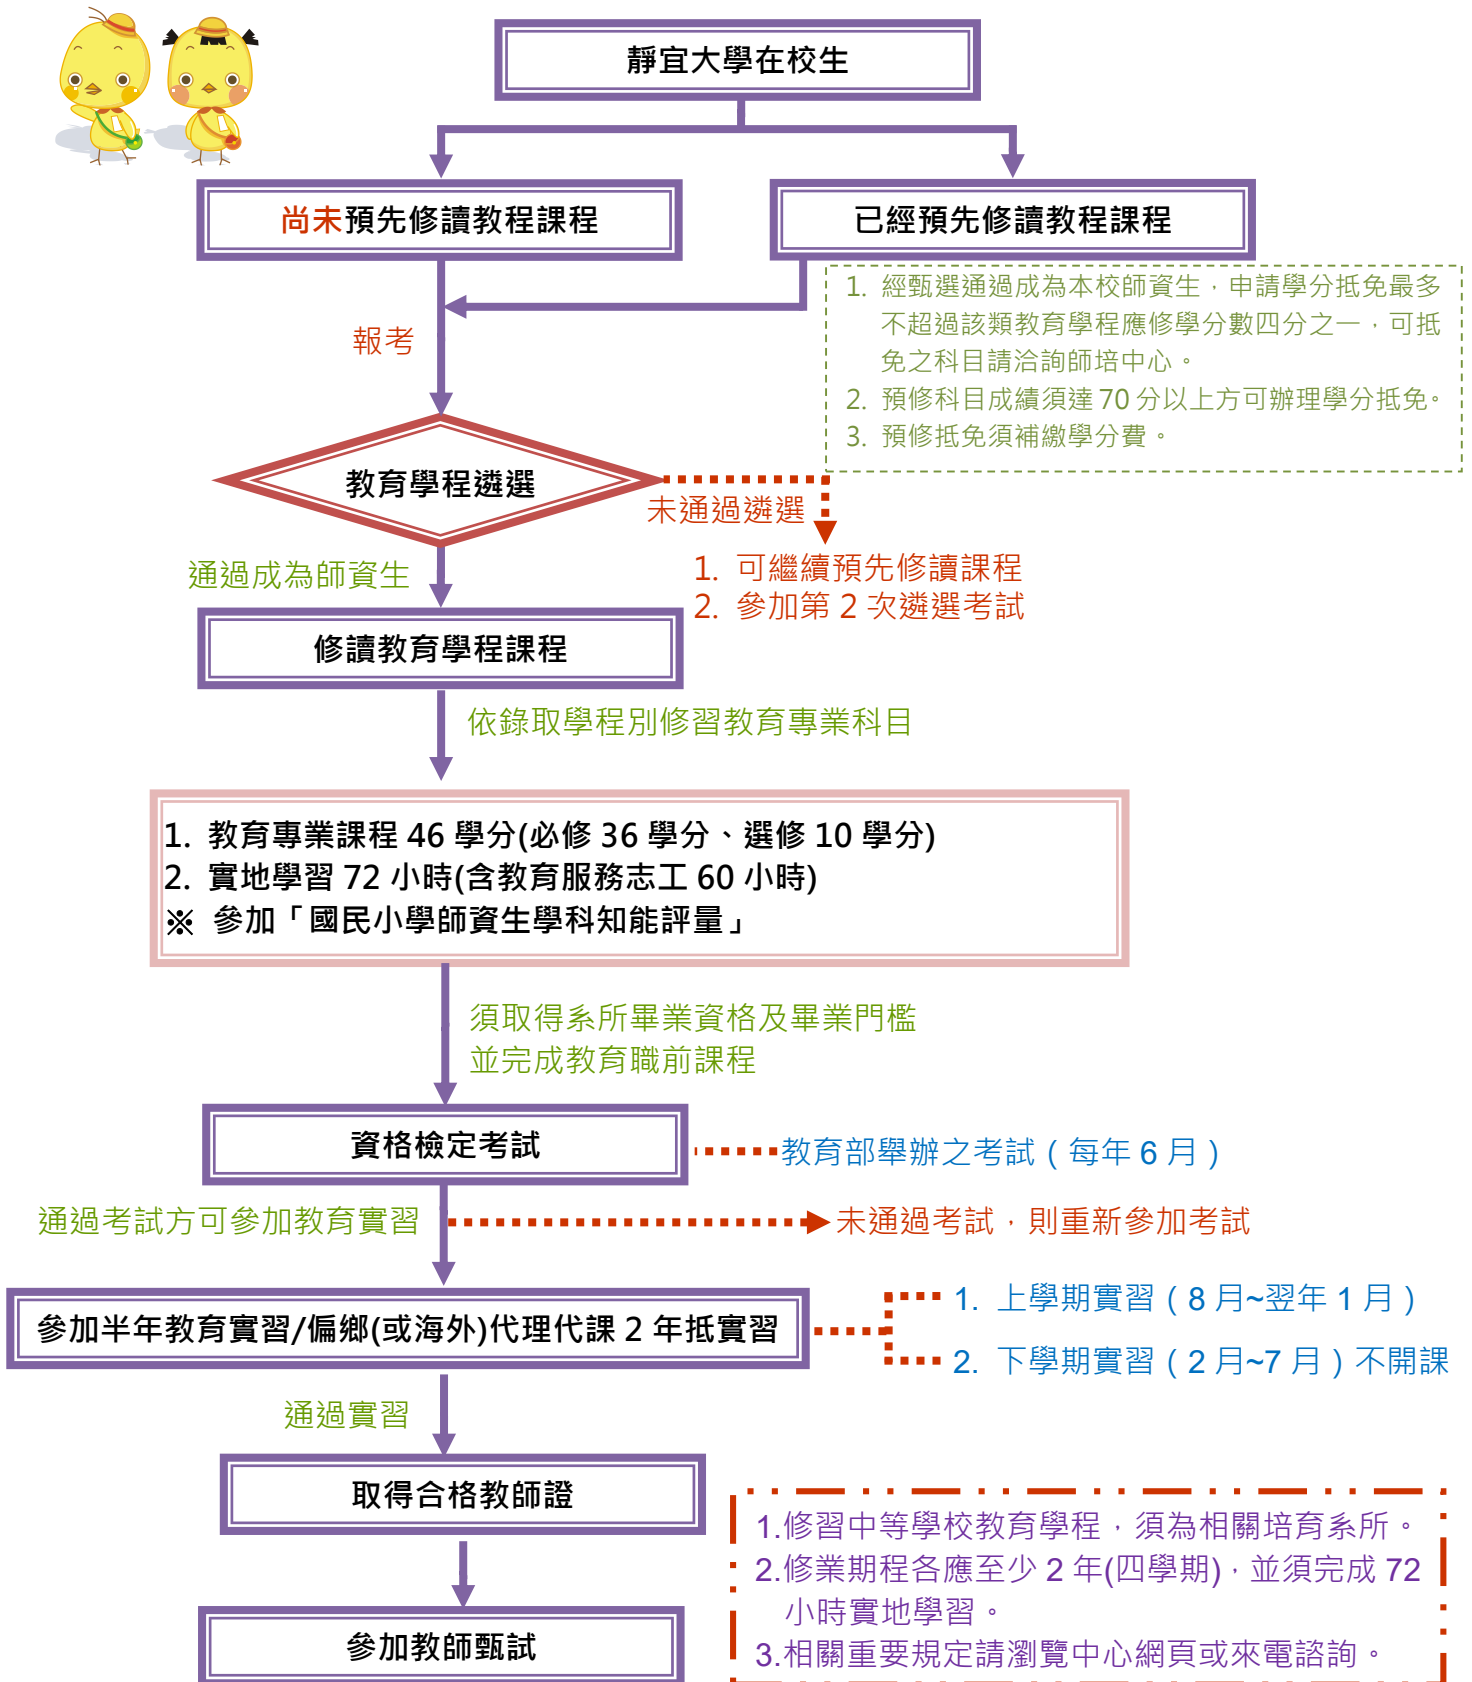 靜宜大學在校生
尚未預先修讀教程課程
已經預先修讀教程課程
1. 經甄選通過成為本校師資生，申請學分抵免最多
不超過該類教育學程應修學分數四分之一，可抵
免之科目請洽詢師培中心。
2. 預修科目成績須達 70 分以上方可辦理學分抵免。
3. 預修抵免須補繳學分費。
報考
教育學程遴選
未通過遴選
1. 可繼續預先修讀課程
2. 參加第 2 次遴選考試
通過成為師資生
修讀教育學程課程
依錄取學程別修習教育專業科目
1. 教育專業課程 46 學分(必修 36 學分、選修 10 學分)
2. 實地學習 72 小時(含教育服務志工 60 小時)
※ 參加「國民小學師資生學科知能評量」
須取得系所畢業資格及畢業門檻
並完成教育職前課程
資格檢定考試
教育部舉辦之考試（每年 6 月）
通過考試方可參加教育實習
未通過考試，則重新參加考試
參加半年教育實習/偏鄉(或海外)代理代課 2 年抵實習
1. 上學期實習（8 月~翌年 1 月）
2. 下學期實習（2 月~7 月）不開課
通過實習
取得合格教師證
參加教師甄試
1.修習中等學校教育學程，須為相關培育系所。
2.修業期程各應至少 2 年(四學期)，並須完成 72
小時實地學習。
3.相關重要規定請瀏覽中心網頁或來電諮詢。